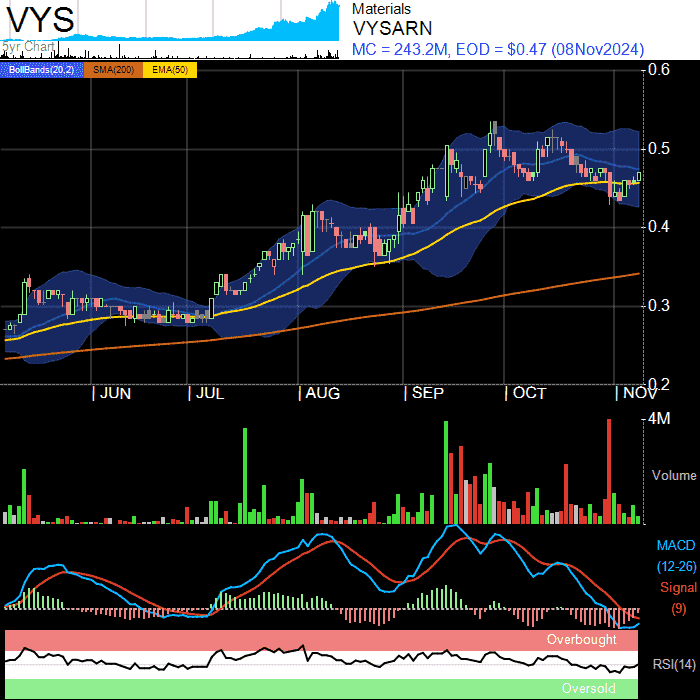 VYS
5yr Chart
Materials
VYSARN
MC = 243.2M, EOD = $0.47 (08Nov2024)
BollBands(20,2) SMA(200) EMA(50)
0.6
0.5
0.4
0.3
0.2
JUN JUL AUG SEP OCT NOV
4M
Volume
MACD
(12-26)
Signal
(9)
Overbought
RSI(14)
Oversold